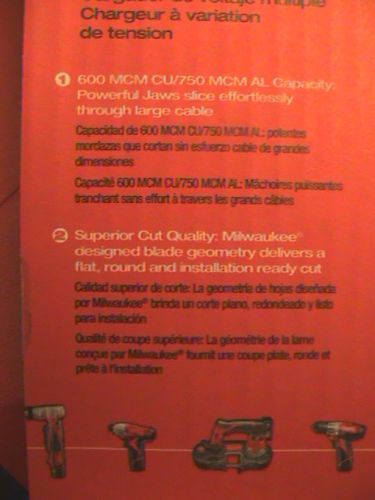 Cargador de voltaje múltiple
Chargeur à variation
de tension
1 600 MCM CU/750 MCM AL Capacity:
Powerful Jaws slice effortlessly
through large cable
Capacidad de 600 MCM CU/750 MCM AL: potentes
mordazas que cortan sin esfuerzo cable de grandes
dimensiones
Capacité 600 MCM CU/750 MCM AL: Mâchoires puissantes
tranchant sans effort à travers les grands câbles
2 Superior Cut Quality: Milwaukee®
designed blade geometry delivers a
flat, round and installation ready cut
Calidad superior de corte: La geometría de hojas diseñada
por Milwaukee® brinda un corte plano, redondeado y listo
para instalación
Qualité de coupe supérieure: La géométrie de la lame
conçue par Milwaukee® fournit une coupe plate, ronde et
prête à l'installation